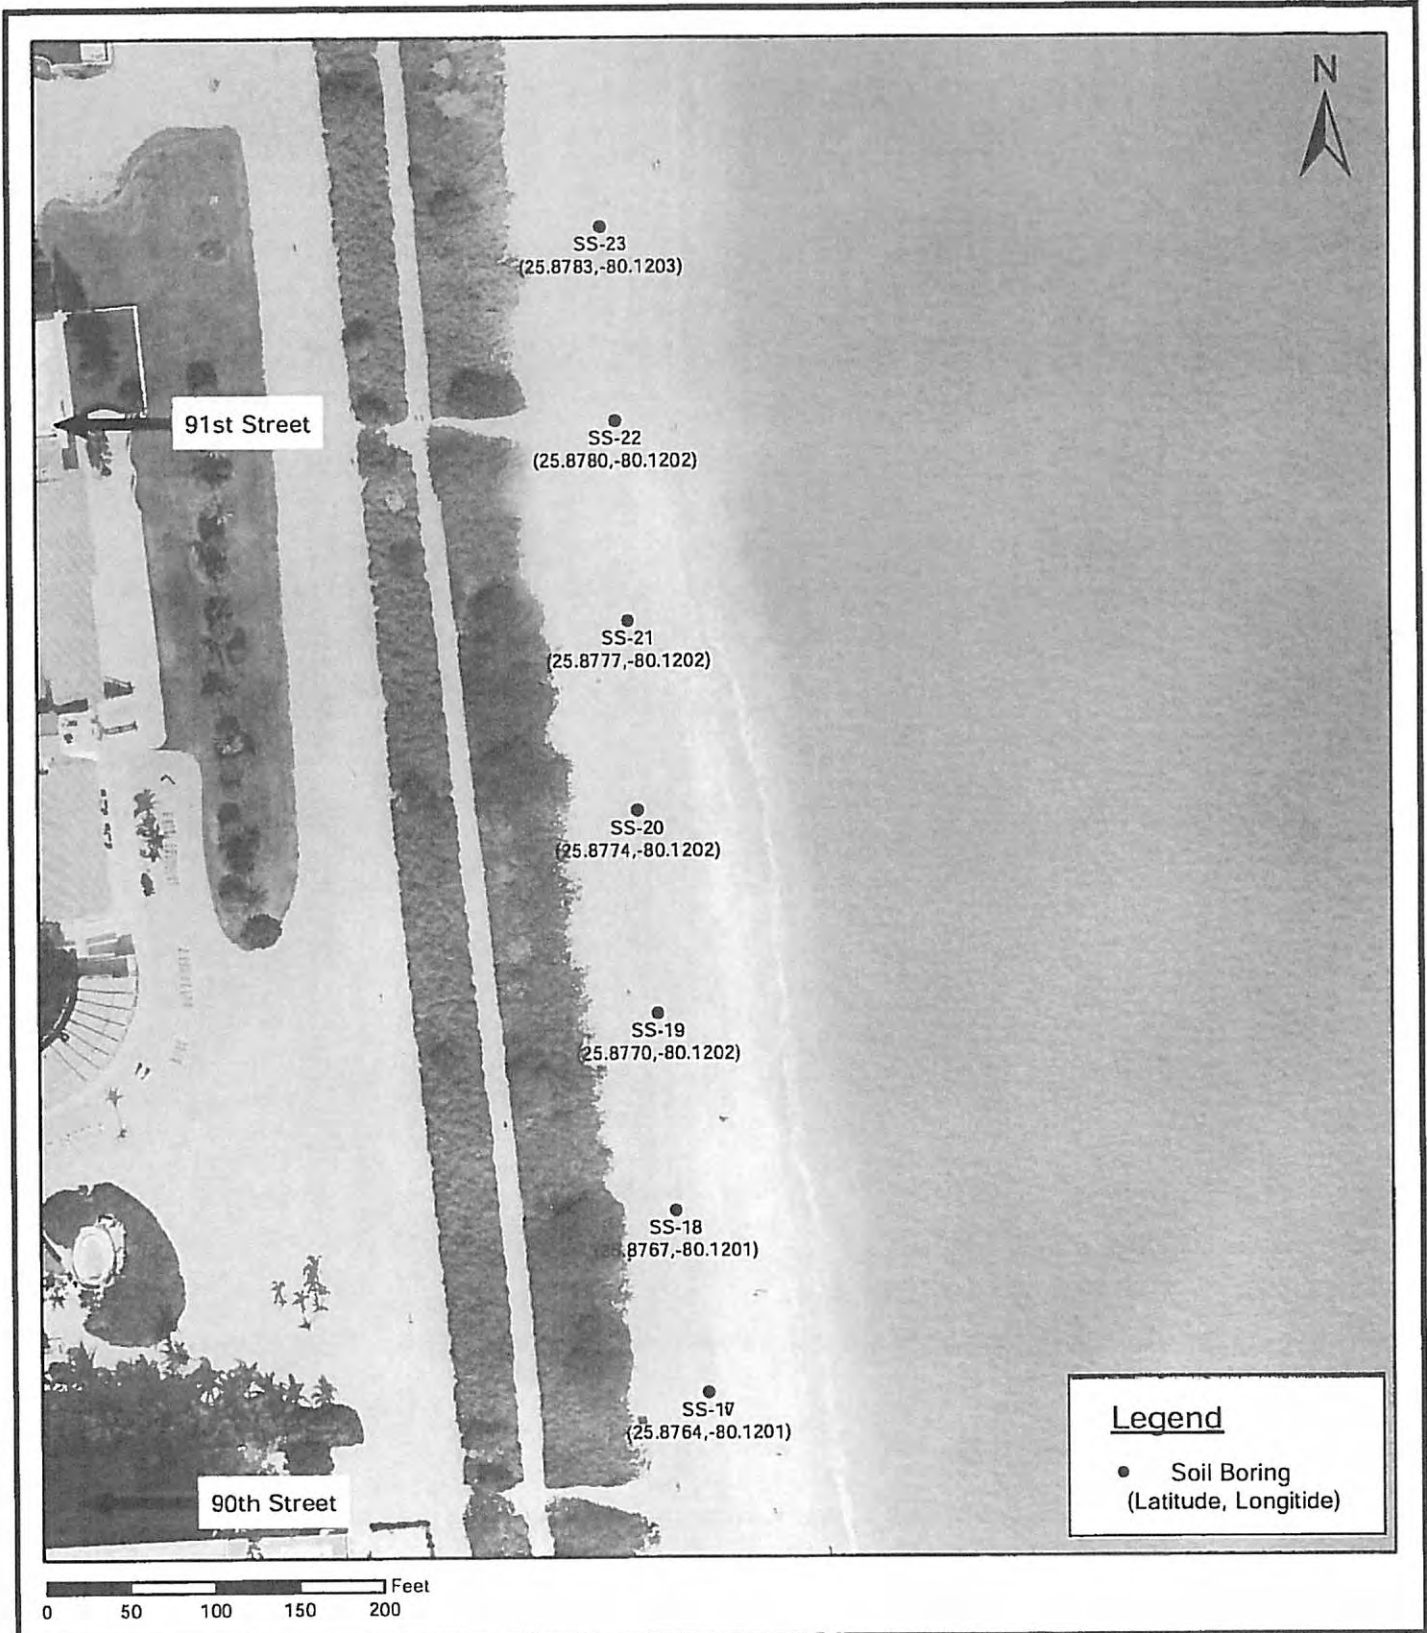 N
SS-23
(25.8783,-80.1203)
91st Street
SS-22
(25.8780,-80.1202)
SS-21
(25.8777,-80.1202)
SS-20
(25.8774,-80.1202)
SS-19
(25.8770,-80.1202)
SS-18
8767,-80.1201)
SS-17
(25.8764,-80.1201)
90th Street
Legend
Soil Boring
(Latitude, Longitide)
Feet
0 50 100 150 200